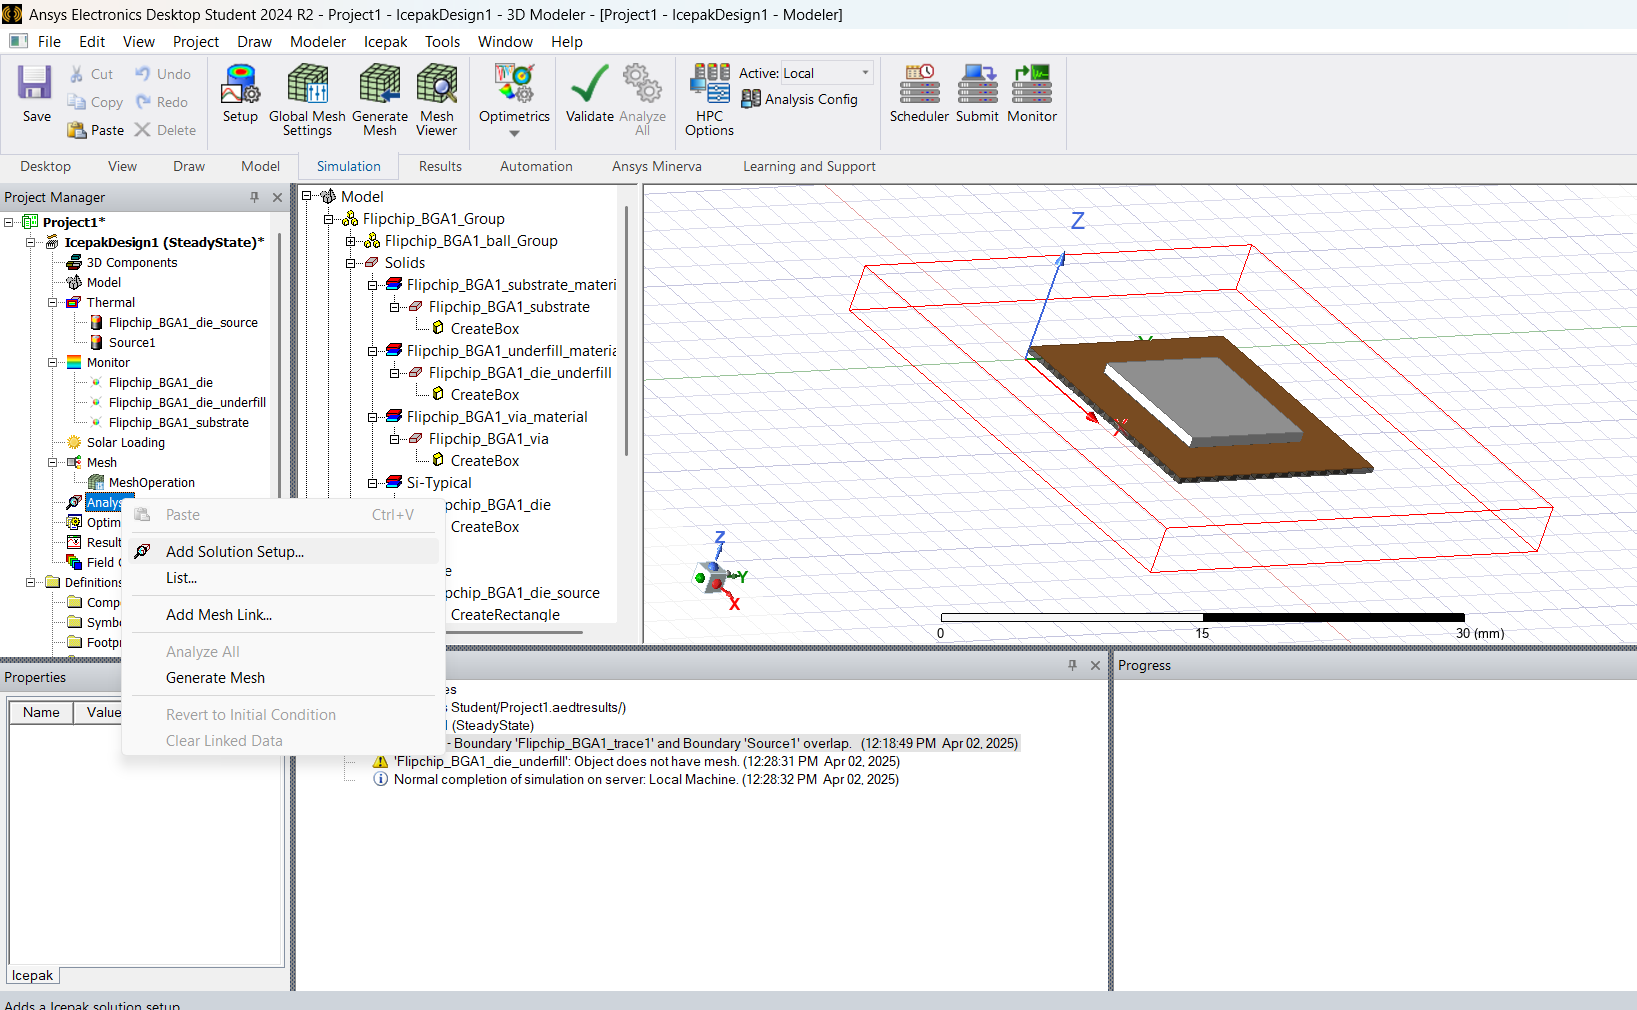 Ansys Electronics Desktop Student 2024 R2 - Project1 - IcepakDesign1 - 3D Modeler - [Project1 - IcepakDesign1 - Modeler]
File Edit View Project Draw Modeler Icepak Tools Window Help
Save
Cut
Copy
Paste
Undo
Redo
Delete
Setup
Global Mesh
Settings
Generate
Mesh
Mesh
Viewer
Optimetrics
Validate
Analyze
All
HPC
Options
Active: Local
Analysis Config
Scheduler
Submit
Monitor
Desktop View Draw Model Simulation Results Automation Ansys Minerva Learning and Support
Project Manager
Project1*
IcepakDesign1 (SteadyState)*
3D Components
Model
Thermal
Flipchip_BGA1_die_source
Source1
Monitor
Flipchip_BGA1_die
Flipchip_BGA1_die_underfill
Flipchip_BGA1_substrate
Solar Loading
Mesh
MeshOperation
Analys
Optim
Result
Field
Definitions
Comp
Symb
Footpr
Paste Ctrl+V
Add Solution Setup...
List...
Add Mesh Link...
Analyze All
Generate Mesh
Revert to Initial Condition
Clear Linked Data
Model
Flipchip_BGA1_Group
Flipchip_BGA1_ball_Group
Solids
Flipchip_BGA1_substrate_materi
Flipchip_BGA1_substrate
CreateBox
Flipchip_BGA1_underfill_materia
Flipchip_BGA1_die_underfill
CreateBox
Flipchip_BGA1_via_material
Flipchip_BGA1_via
CreateBox
Si-Typical
lipchip_BGA1_die
CreateBox
e
lpchip_BGA1_die_source
CreateRectangle
Z
Y
X
Z
Y
X
0 15 30 (mm)
Properties
Name Value
Icepak
es
s Student/Project1.aedtresults/)
(SteadyState)
- Boundary 'Flipchip_BGA1_trace1' and Boundary 'Source1' overlap. (12:18:49 PM Apr 02, 2025)
'Flipchip_BGA1_die_underfill': Object does not have mesh. (12:28:31 PM Apr 02, 2025)
Normal completion of simulation on server: Local Machine. (12:28:32 PM Apr 02, 2025)
Progress
Adds a Icepak solution setup